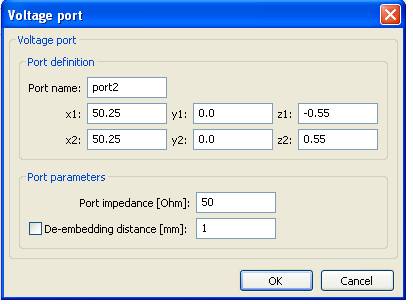 Voltage port
Voltage port
Port definition
Port name: port2
x1: 50.25 y1: 0.0 z1: -0.55
x2: 50.25 y2: 0.0 z2: 0.55
Port parameters
Port impedance [Ohm]: 50
De-embedding distance [mm]: 1
OK Cancel